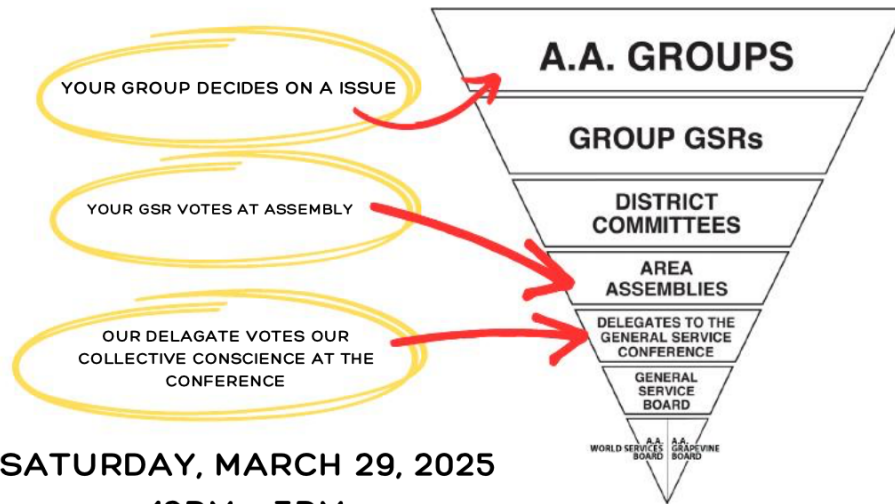 YOUR GROUP DECIDES ON A ISSUE
YOUR GSR VOTES AT ASSEMBLY
OUR DELAGATE VOTES OUR
COLLECTIVE CONSCIENCE AT THE
CONFERENCE
A.A. GROUPS
GROUP GSRs
DISTRICT
COMMITTEES
AREA
ASSEMBLIES
DELEGATES TO THE
GENERAL SERVICE
CONFERENCE
GENERAL
SERVICE
BOARD
A.A.
WORLD SERVICES
BOARD
A.A.
GRAPEVINE
BOARD
SATURDAY, MARCH 29, 2025